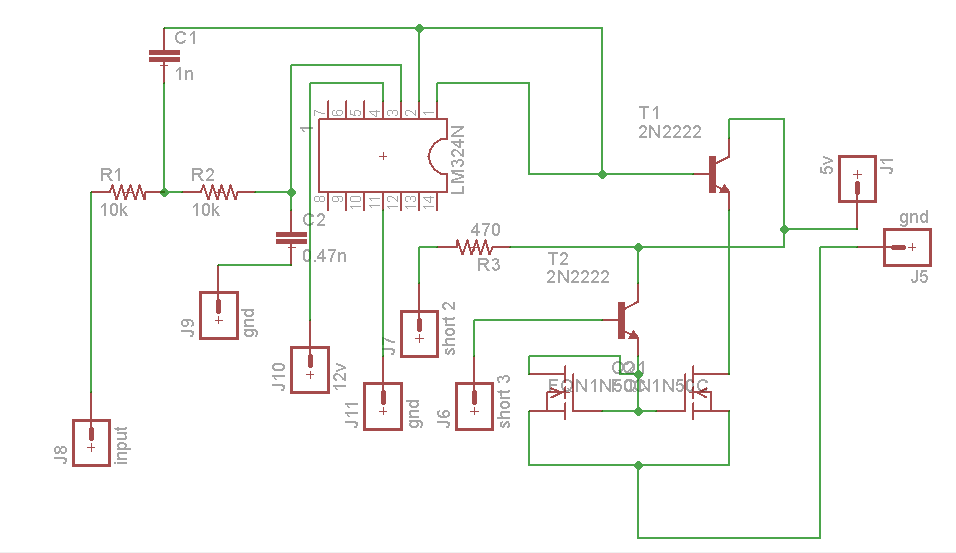 C1
1n
7 6 5 4 3 2 1
1
LM324N
8 9 10 11 12 13 14
R1
10k
R2
10k
C2
0.47n
T1
2N2222
5v
J1
gnd
J5
470
R3
T2
2N2222
J9
gnd
J7
short 2
J10
12v
J11
gnd
J6
short 3
FQN1N50C
J8
input